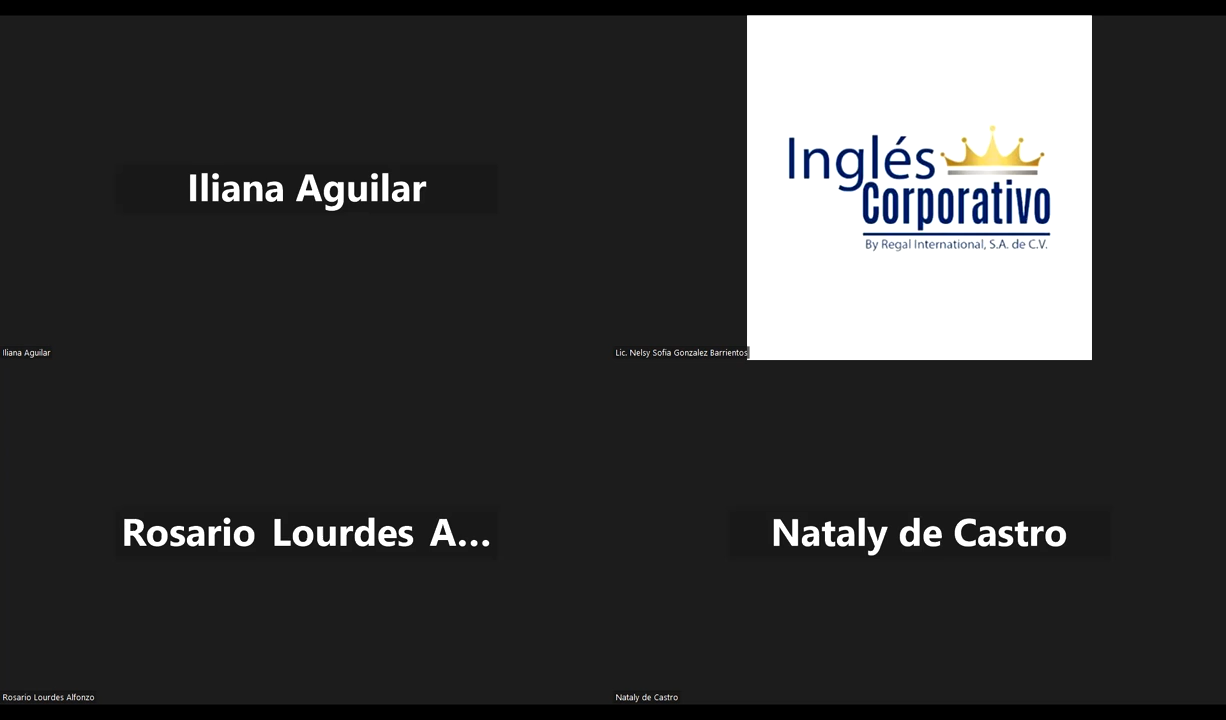 Iliana Aguilar
Inglés
Corporativo
By Regal International, S.A. de C.V.
Iliana Aguilar
Lic. Nelsy Sofia Gonzalez Barrientos
Rosario Lourdes A...
Nataly de Castro
Rosario Lourdes Alfonzo
Nataly de Castro